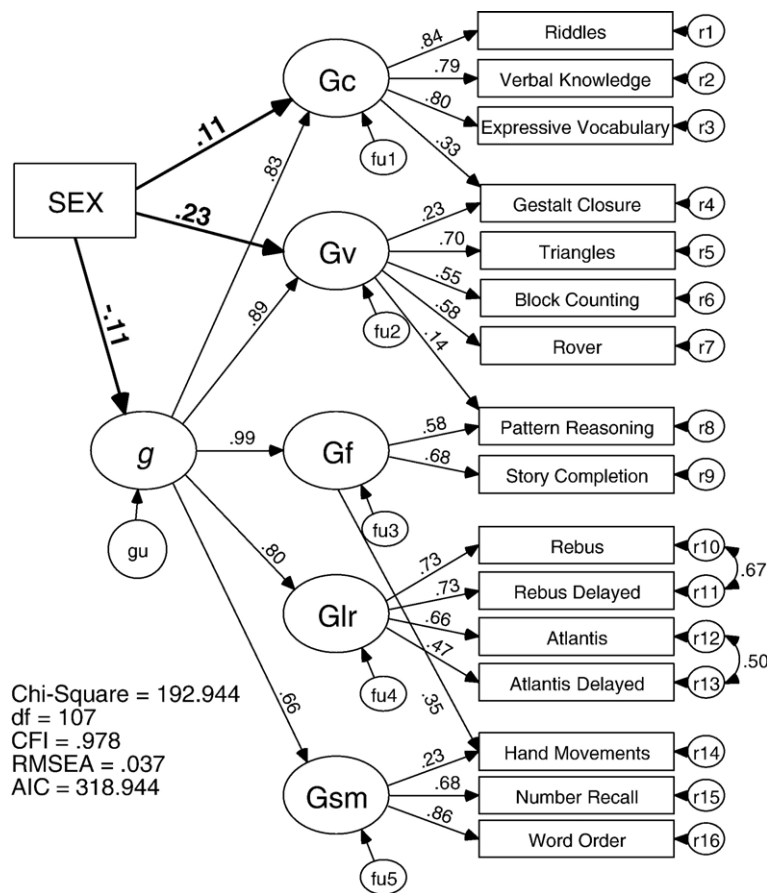 Gc
.84
Riddles
r1
.79
Verbal Knowledge
r2
.80
Expressive Vocabulary
r3
fu1
.33
.11
.83
SEX
.23
Gv
.23
Gestalt Closure
r4
.70
Triangles
r5
.55
Block Counting
r6
.58
Rover
r7
fu2
.14
.89
-.11
g
gu
.99
Gf
.58
Pattern Reasoning
r8
.68
Story Completion
r9
fu3
.80
Glr
.73
Rebus
r10
.67
.73
Rebus Delayed
r11
.66
Atlantis
r12
.50
.47
Atlantis Delayed
r13
fu4
.35
.66
Chi-Square = 192.944
df = 107
CFI = .978
RMSEA = .037
AIC = 318.944
Gsm
.23
Hand Movements
r14
.68
Number Recall
r15
.86
Word Order
r16
fu5